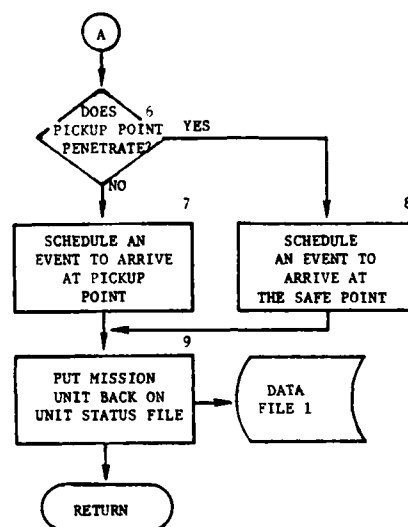 A
DOES 6
PICKUP POINT
PENETRATE?
YES
NO
7
SCHEDULE AN
EVENT TO ARRIVE
AT PICKUP
POINT
8
SCHEDULE
AN EVENT TO
ARRIVE AT
THE SAFE POINT
9
PUT MISSION
UNIT BACK ON
UNIT STATUS FILE
DATA
FILE 1
RETURN